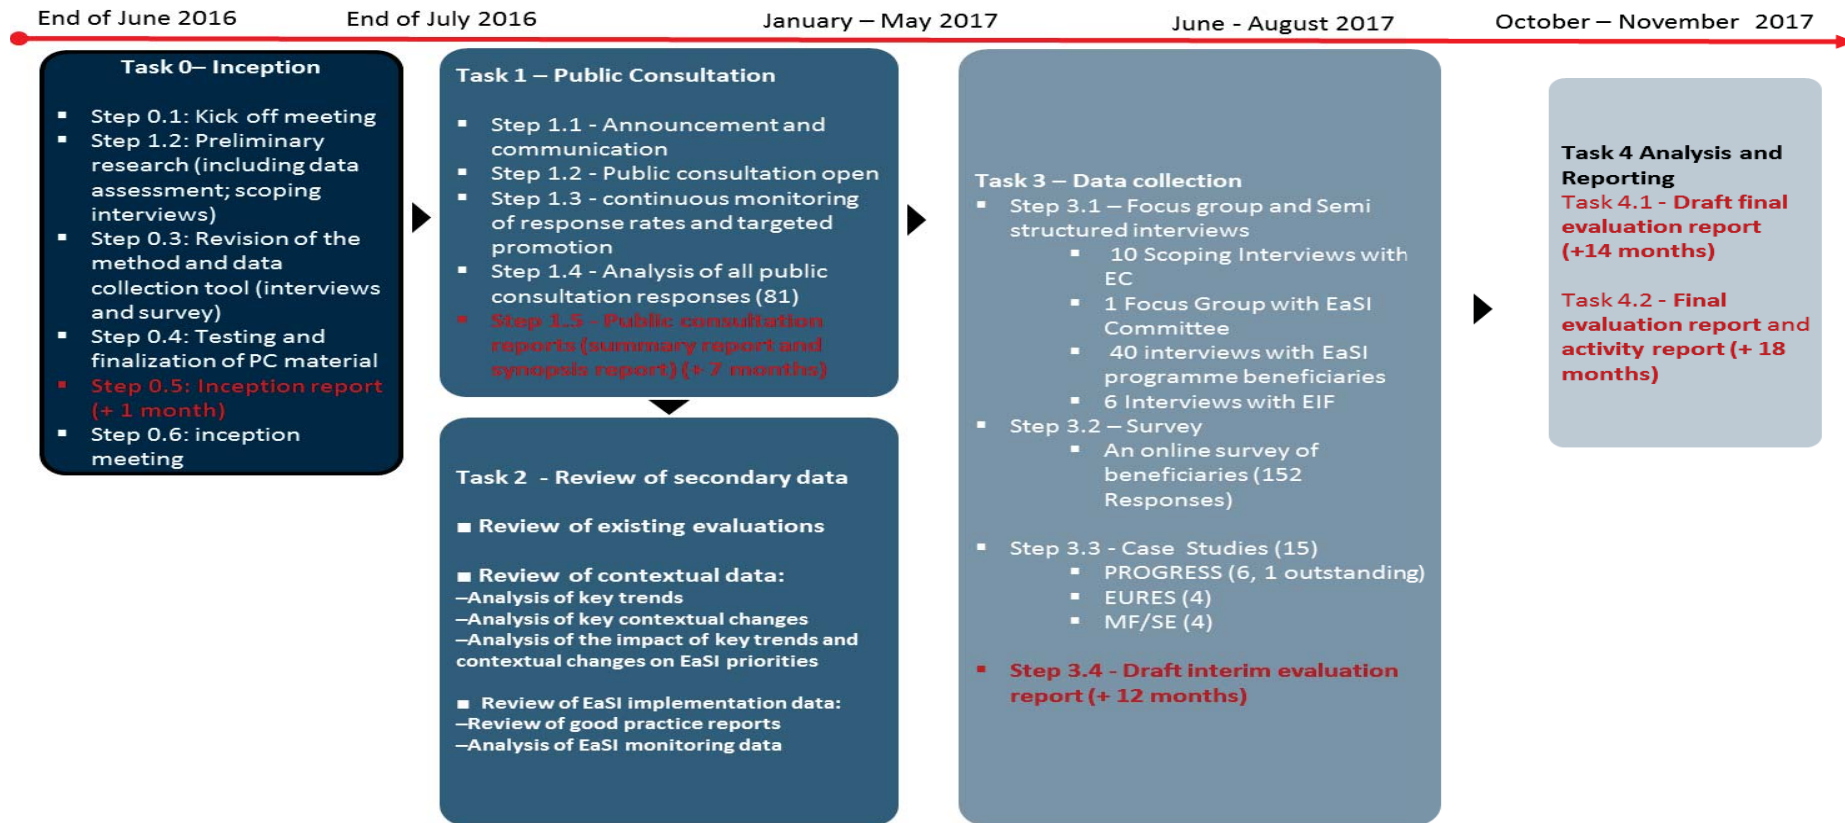 End of June 2016
End of July 2016
January – May 2017
June - August 2017
October – November 2017
Task 0– Inception
▪ Step 0.1: Kick off meeting
▪ Step 1.2: Preliminary
research (including data
assessment; scoping
interviews)
▪ Step 0.3: Revision of the
method and data
collection tool (interviews
and survey)
▪ Step 0.4: Testing and
finalization of PC material
▪ Step 0.5: Inception report
(+ 1 month)
▪ Step 0.6: inception
meeting
Task 1 – Public Consultation
▪ Step 1.1 - Announcement and
communication
▪ Step 1.2 - Public consultation open
▪ Step 1.3 - continuous monitoring
of response rates and targeted
promotion
▪ Step 1.4 - Analysis of all public
consultation responses (81)
▪ Step 1.5 - Public consultation
reports (summary report and
synopsis report) (+ 7 months)
Task 2 - Review of secondary data
■ Review of existing evaluations
■ Review of contextual data:
–Analysis of key trends
–Analysis of key contextual changes
–Analysis of the impact of key trends and
contextual changes on EaSI priorities
■ Review of EaSI implementation data:
–Review of good practice reports
–Analysis of EaSI monitoring data
Task 3 – Data collection
▪ Step 3.1 – Focus group and Semi
structured interviews
▪ 10 Scoping Interviews with
EC
▪ 1 Focus Group with EaSI
Committee
▪ 40 interviews with EaSI
programme beneficiaries
▪ 6 Interviews with EIF
▪ Step 3.2 – Survey
▪ An online survey of
beneficiaries (152
Responses)
▪ Step 3.3 - Case Studies (15)
▪ PROGRESS (6, 1 outstanding)
▪ EURES (4)
▪ MF/SE (4)
▪ Step 3.4 - Draft interim evaluation
report (+ 12 months)
Task 4 Analysis and
Reporting
Task 4.1 - Draft final
evaluation report
(+14 months)
Task 4.2 - Final
evaluation report and
activity report (+ 18
months)